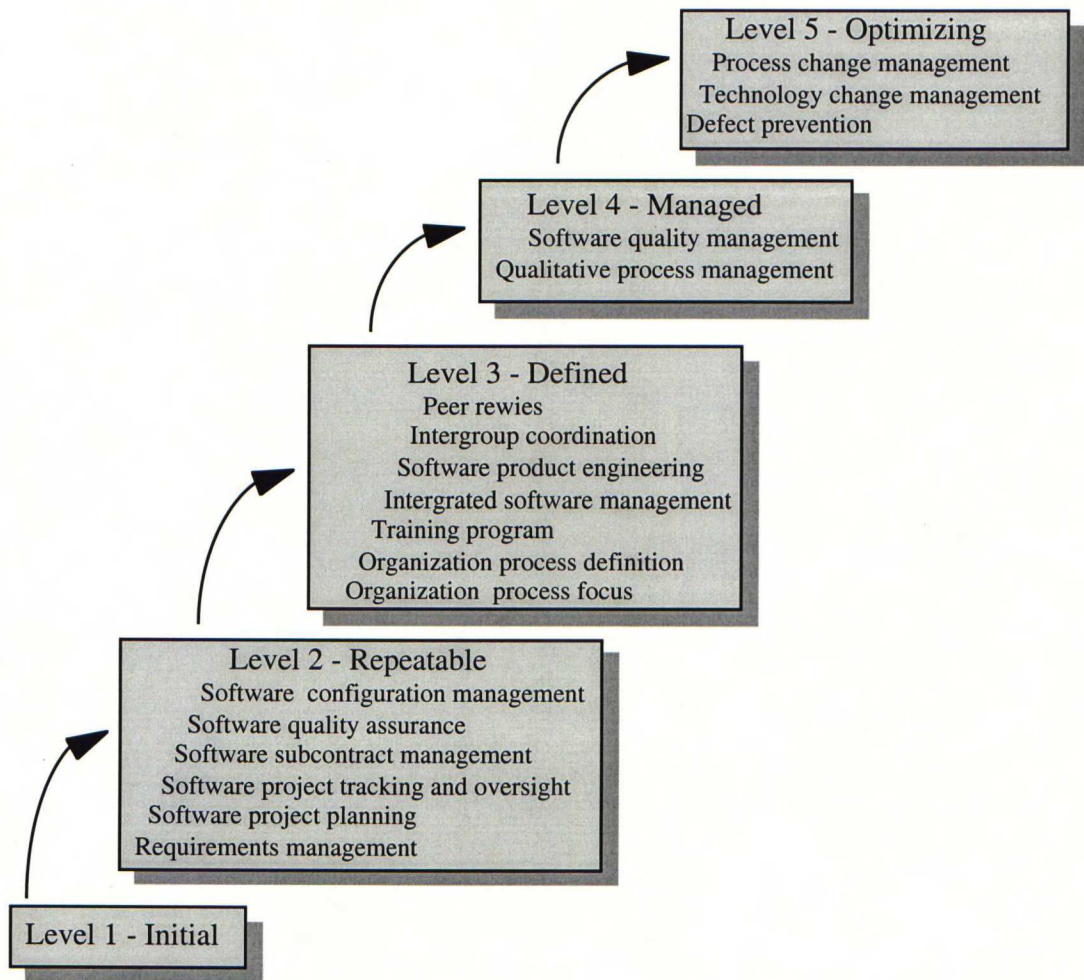 Level 5 - Optimizing
Process change management
Technology change management
Defect prevention
Level 4 - Managed
Software quality management
Qualitative process management
Level 3 - Defined
Peer rewies
Intergroup coordination
Software product engineering
Intergrated software management
Training program
Organization process definition
Organization process focus
Level 2 - Repeatable
Software configuration management
Software quality assurance
Software subcontract management
Software project tracking and oversight
Software project planning
Requirements management
Level 1 - Initial